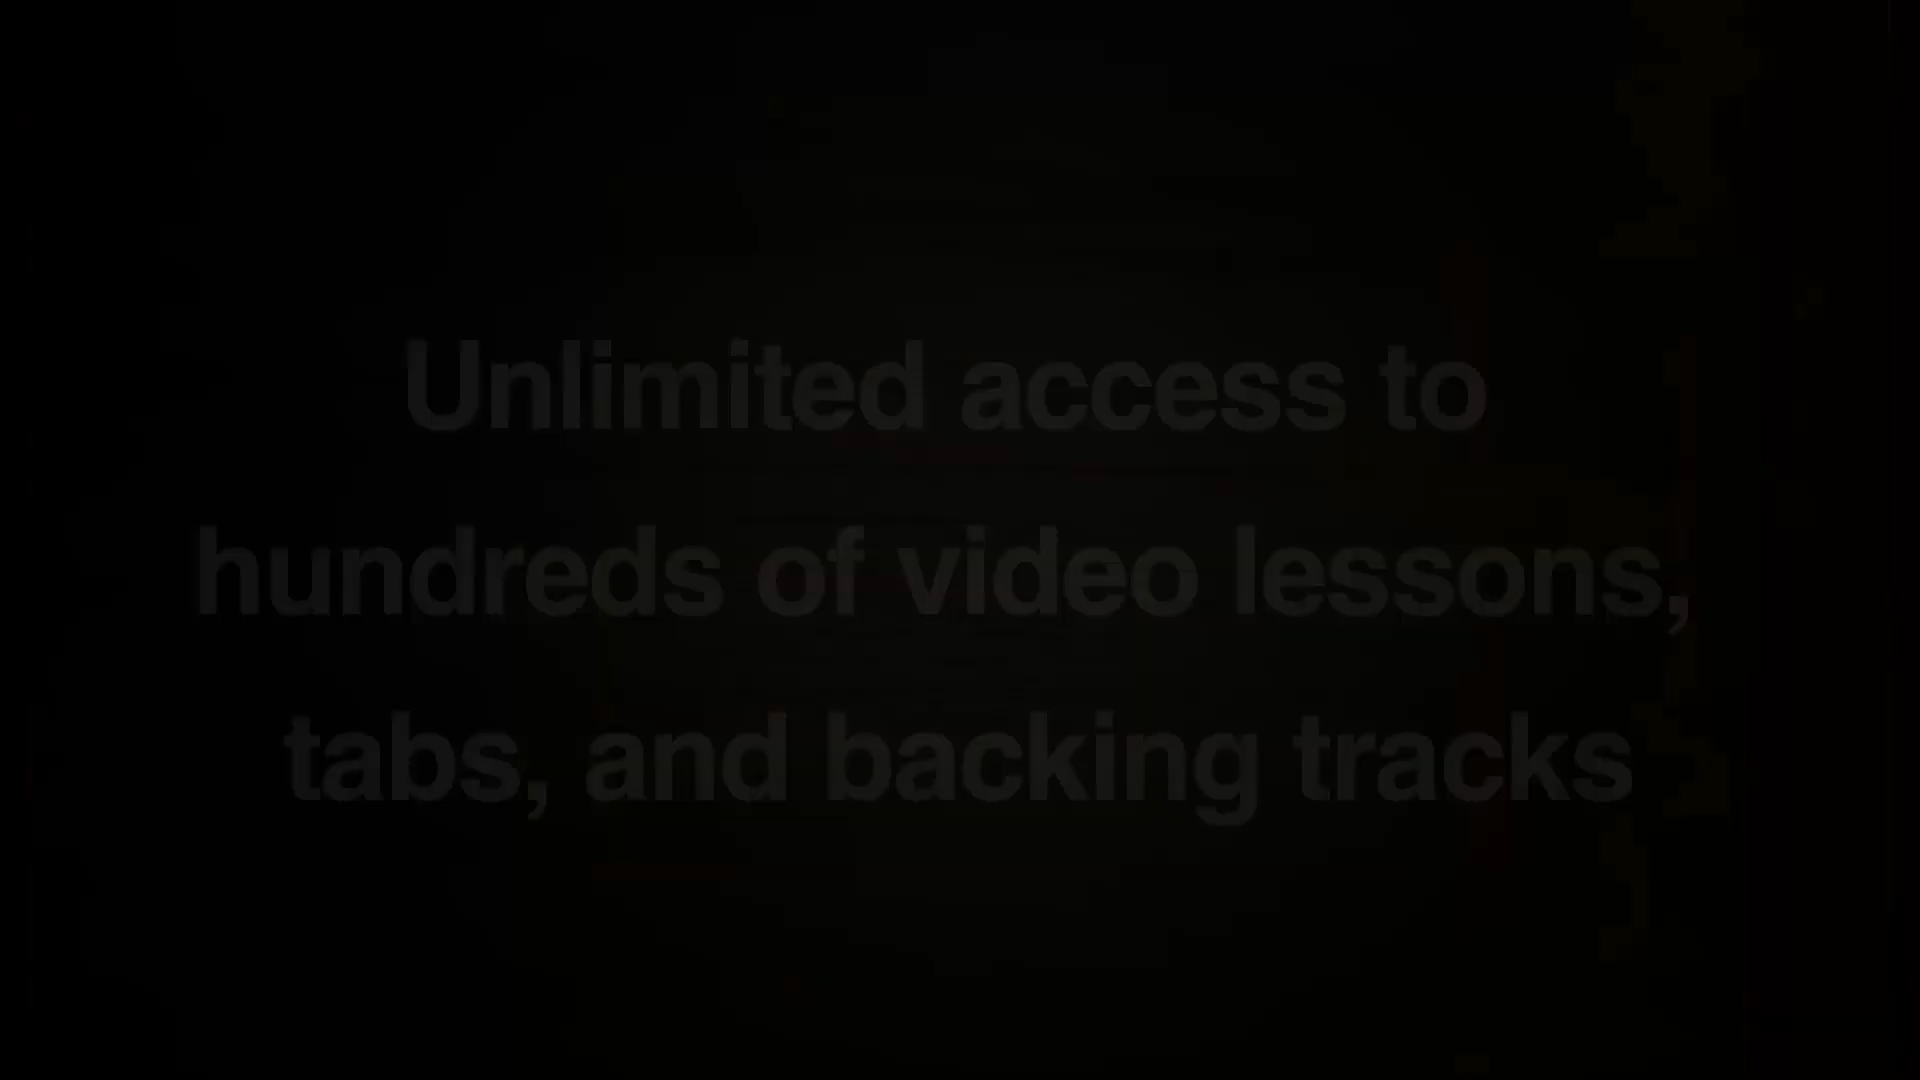 Unlimited access to
hundreds of video lessons,
tabs, and backing tracks